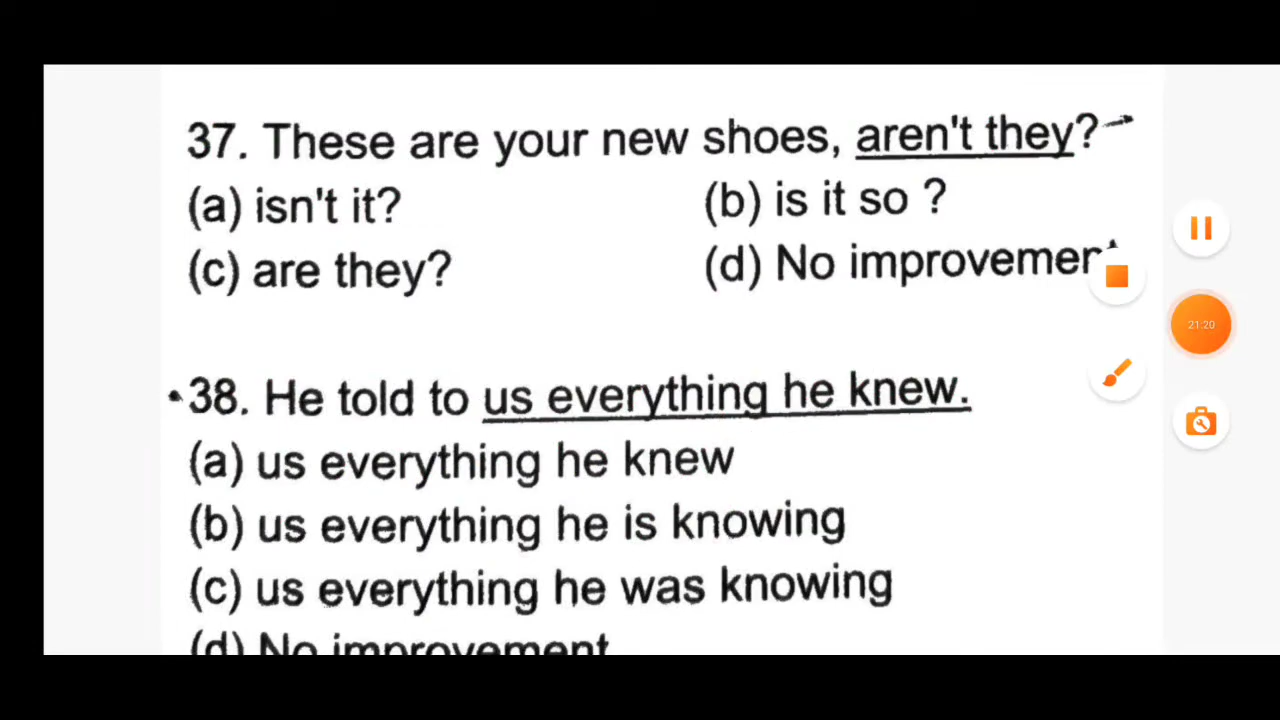 37. These are your new shoes, aren't they?
(a) isn't it? (b) is it so ?
(c) are they? (d) No improvement
21:20
38. He told to us everything he knew.
(a) us everything he knew
(b) us everything he is knowing
(c) us everything he was knowing
(d) No improvement